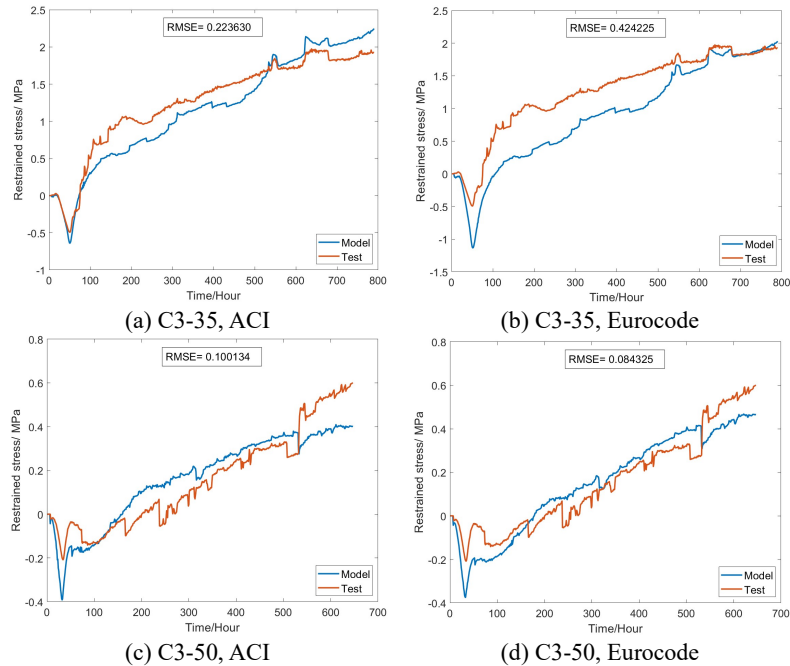 RMSE= 0.223630
2.5
2
1.5
1
0.5
0
-0.5
-1
Restrained stress/ MPa
0 100 200 300 400 500 600 700 800
Time/Hour
Model
Test
(a) C3-35, ACI
RMSE= 0.424225
2.5
2
1.5
1
0.5
0
-0.5
-1
-1.5
Restrained stress/ MPa
0 100 200 300 400 500 600 700 800
Time/Hour
Model
Test
(b) C3-35, Eurocode
RMSE= 0.100134
0.8
0.6
0.4
0.2
0
-0.2
-0.4
Restrained stress/ MPa
0 100 200 300 400 500 600 700
Time/Hour
Model
Test
(c) C3-50, ACI
RMSE= 0.084325
0.8
0.6
0.4
0.2
0
-0.2
-0.4
Restrained stress/ MPa
0 100 200 300 400 500 600 700
Time/Hour
Model
Test
(d) C3-50, Eurocode